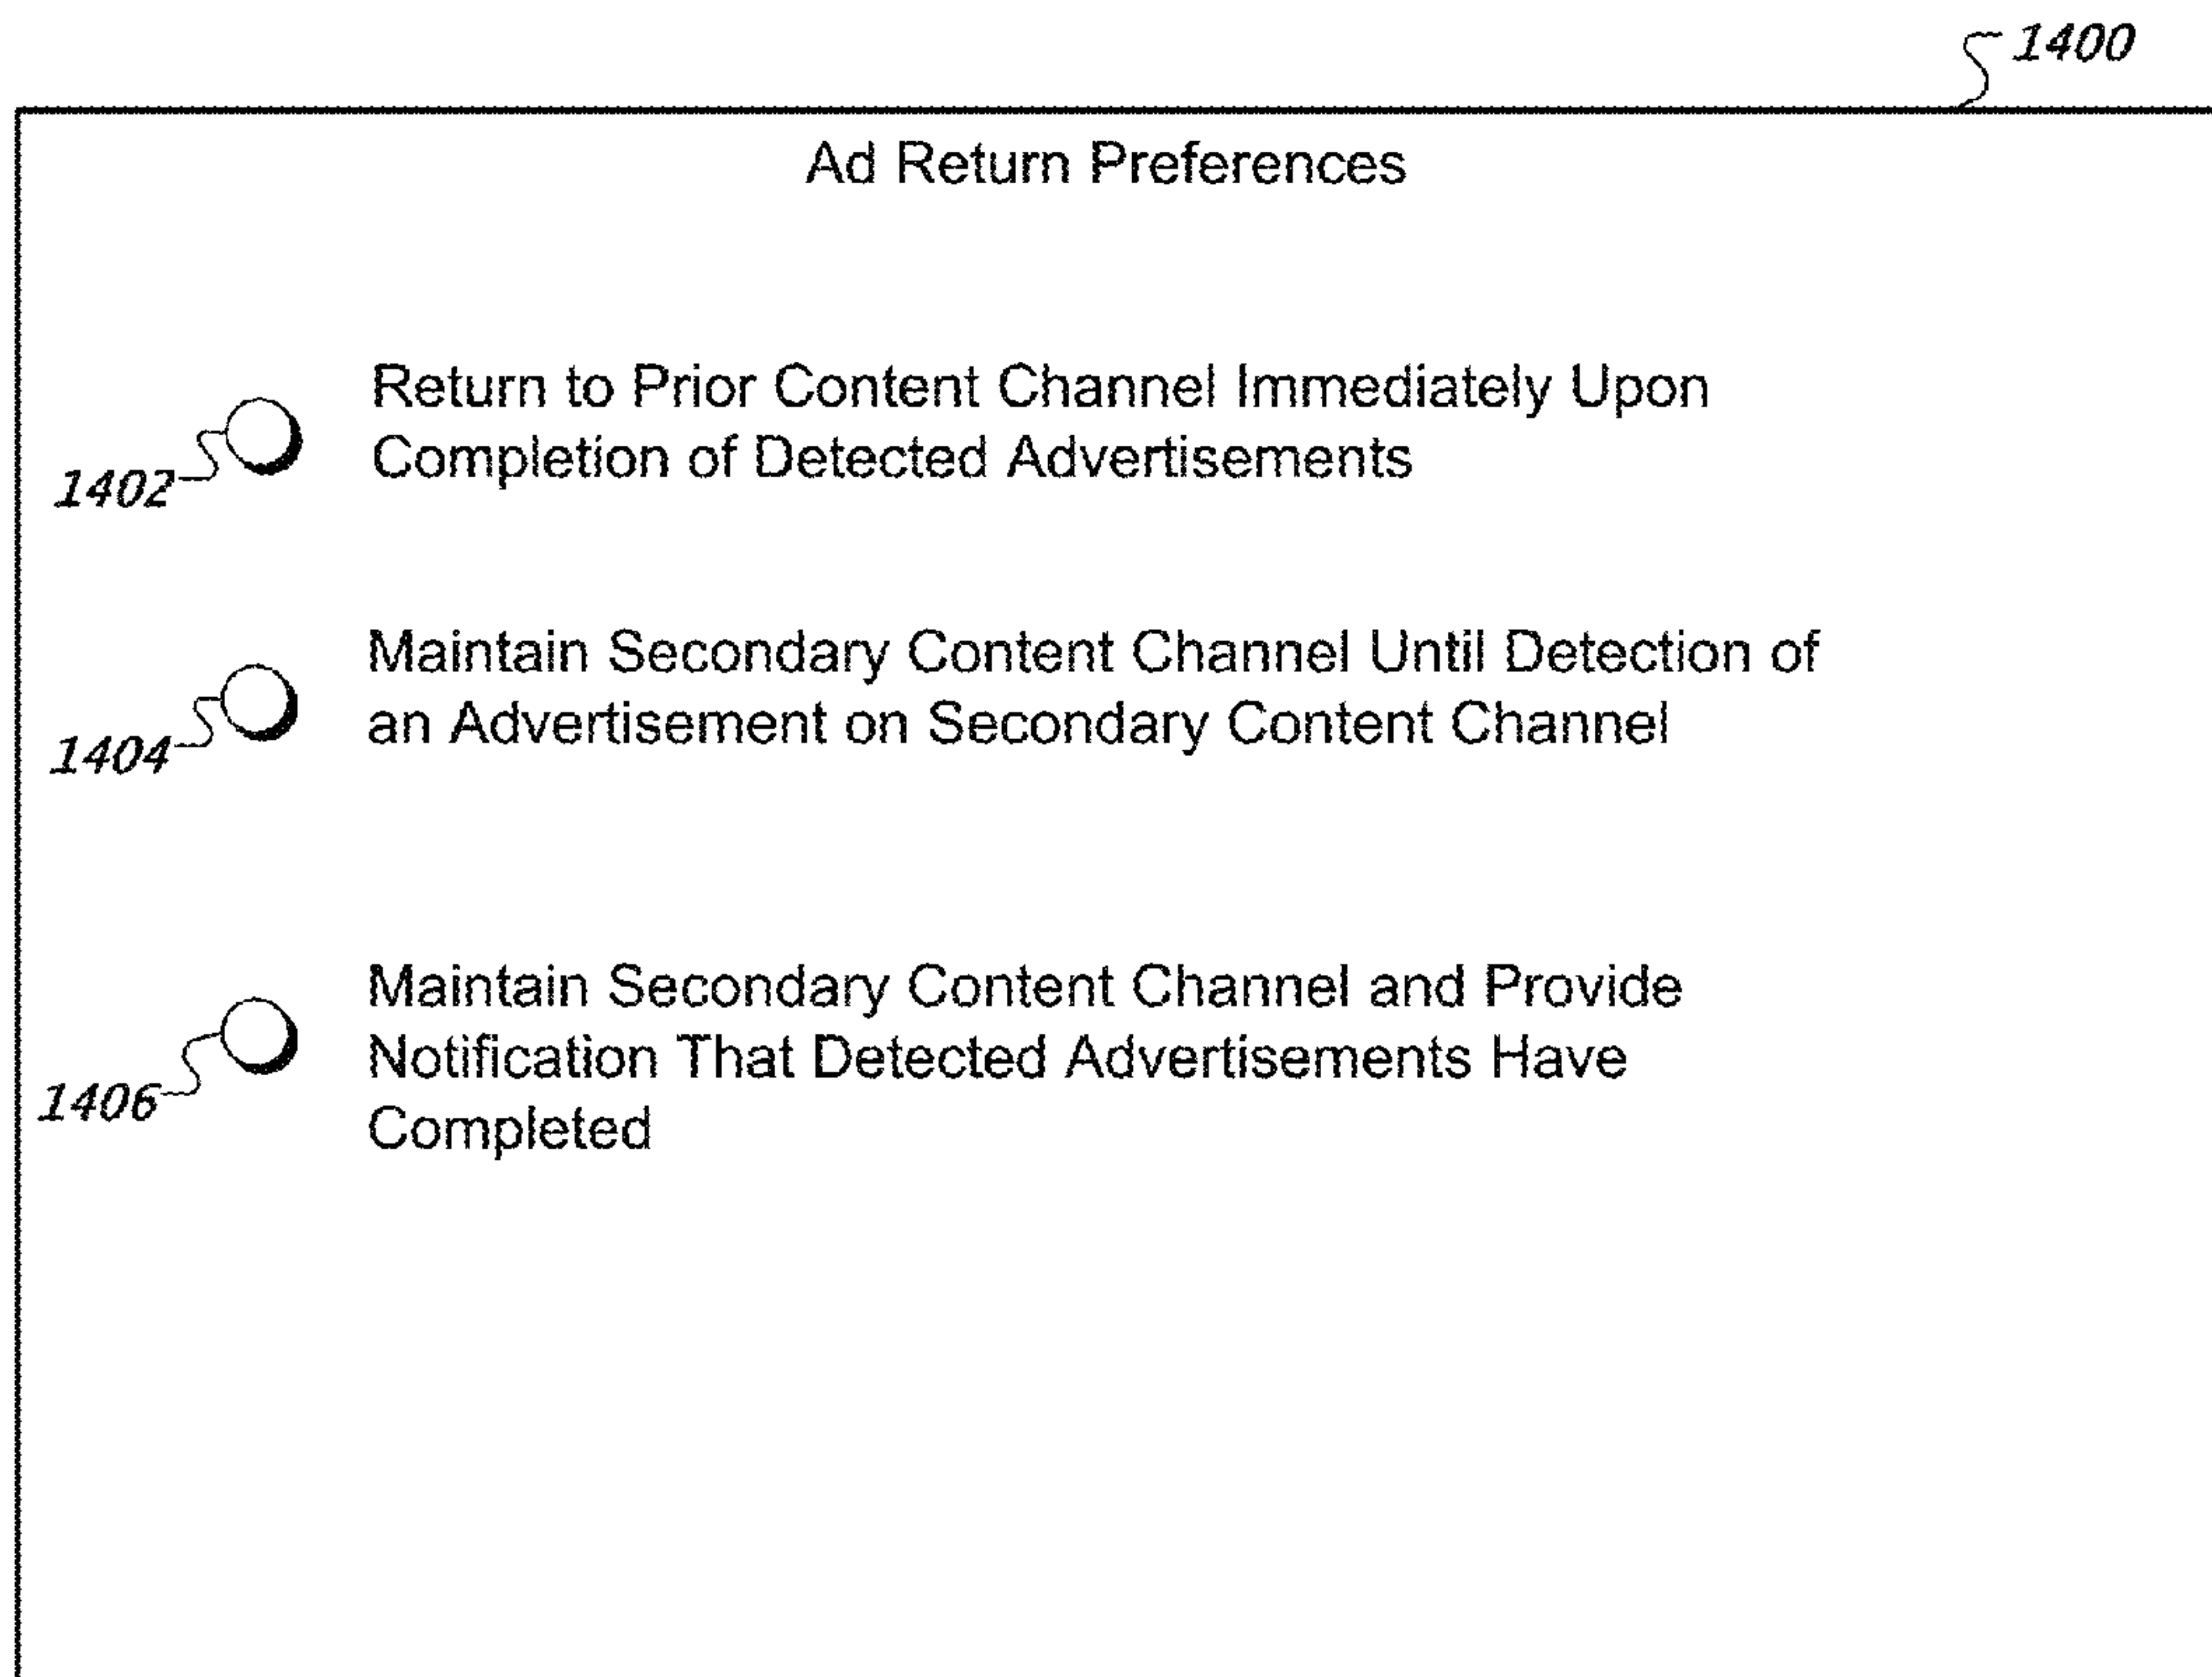 1400
Ad Return Preferences
Return to Prior Content Channel Immediately Upon
Completion of Detected Advertisements
1402
Maintain Secondary Content Channel Until Detection of
an Advertisement on Secondary Content Channel
1404
Maintain Secondary Content Channel and Provide
Notification That Detected Advertisements Have
1406
Completed